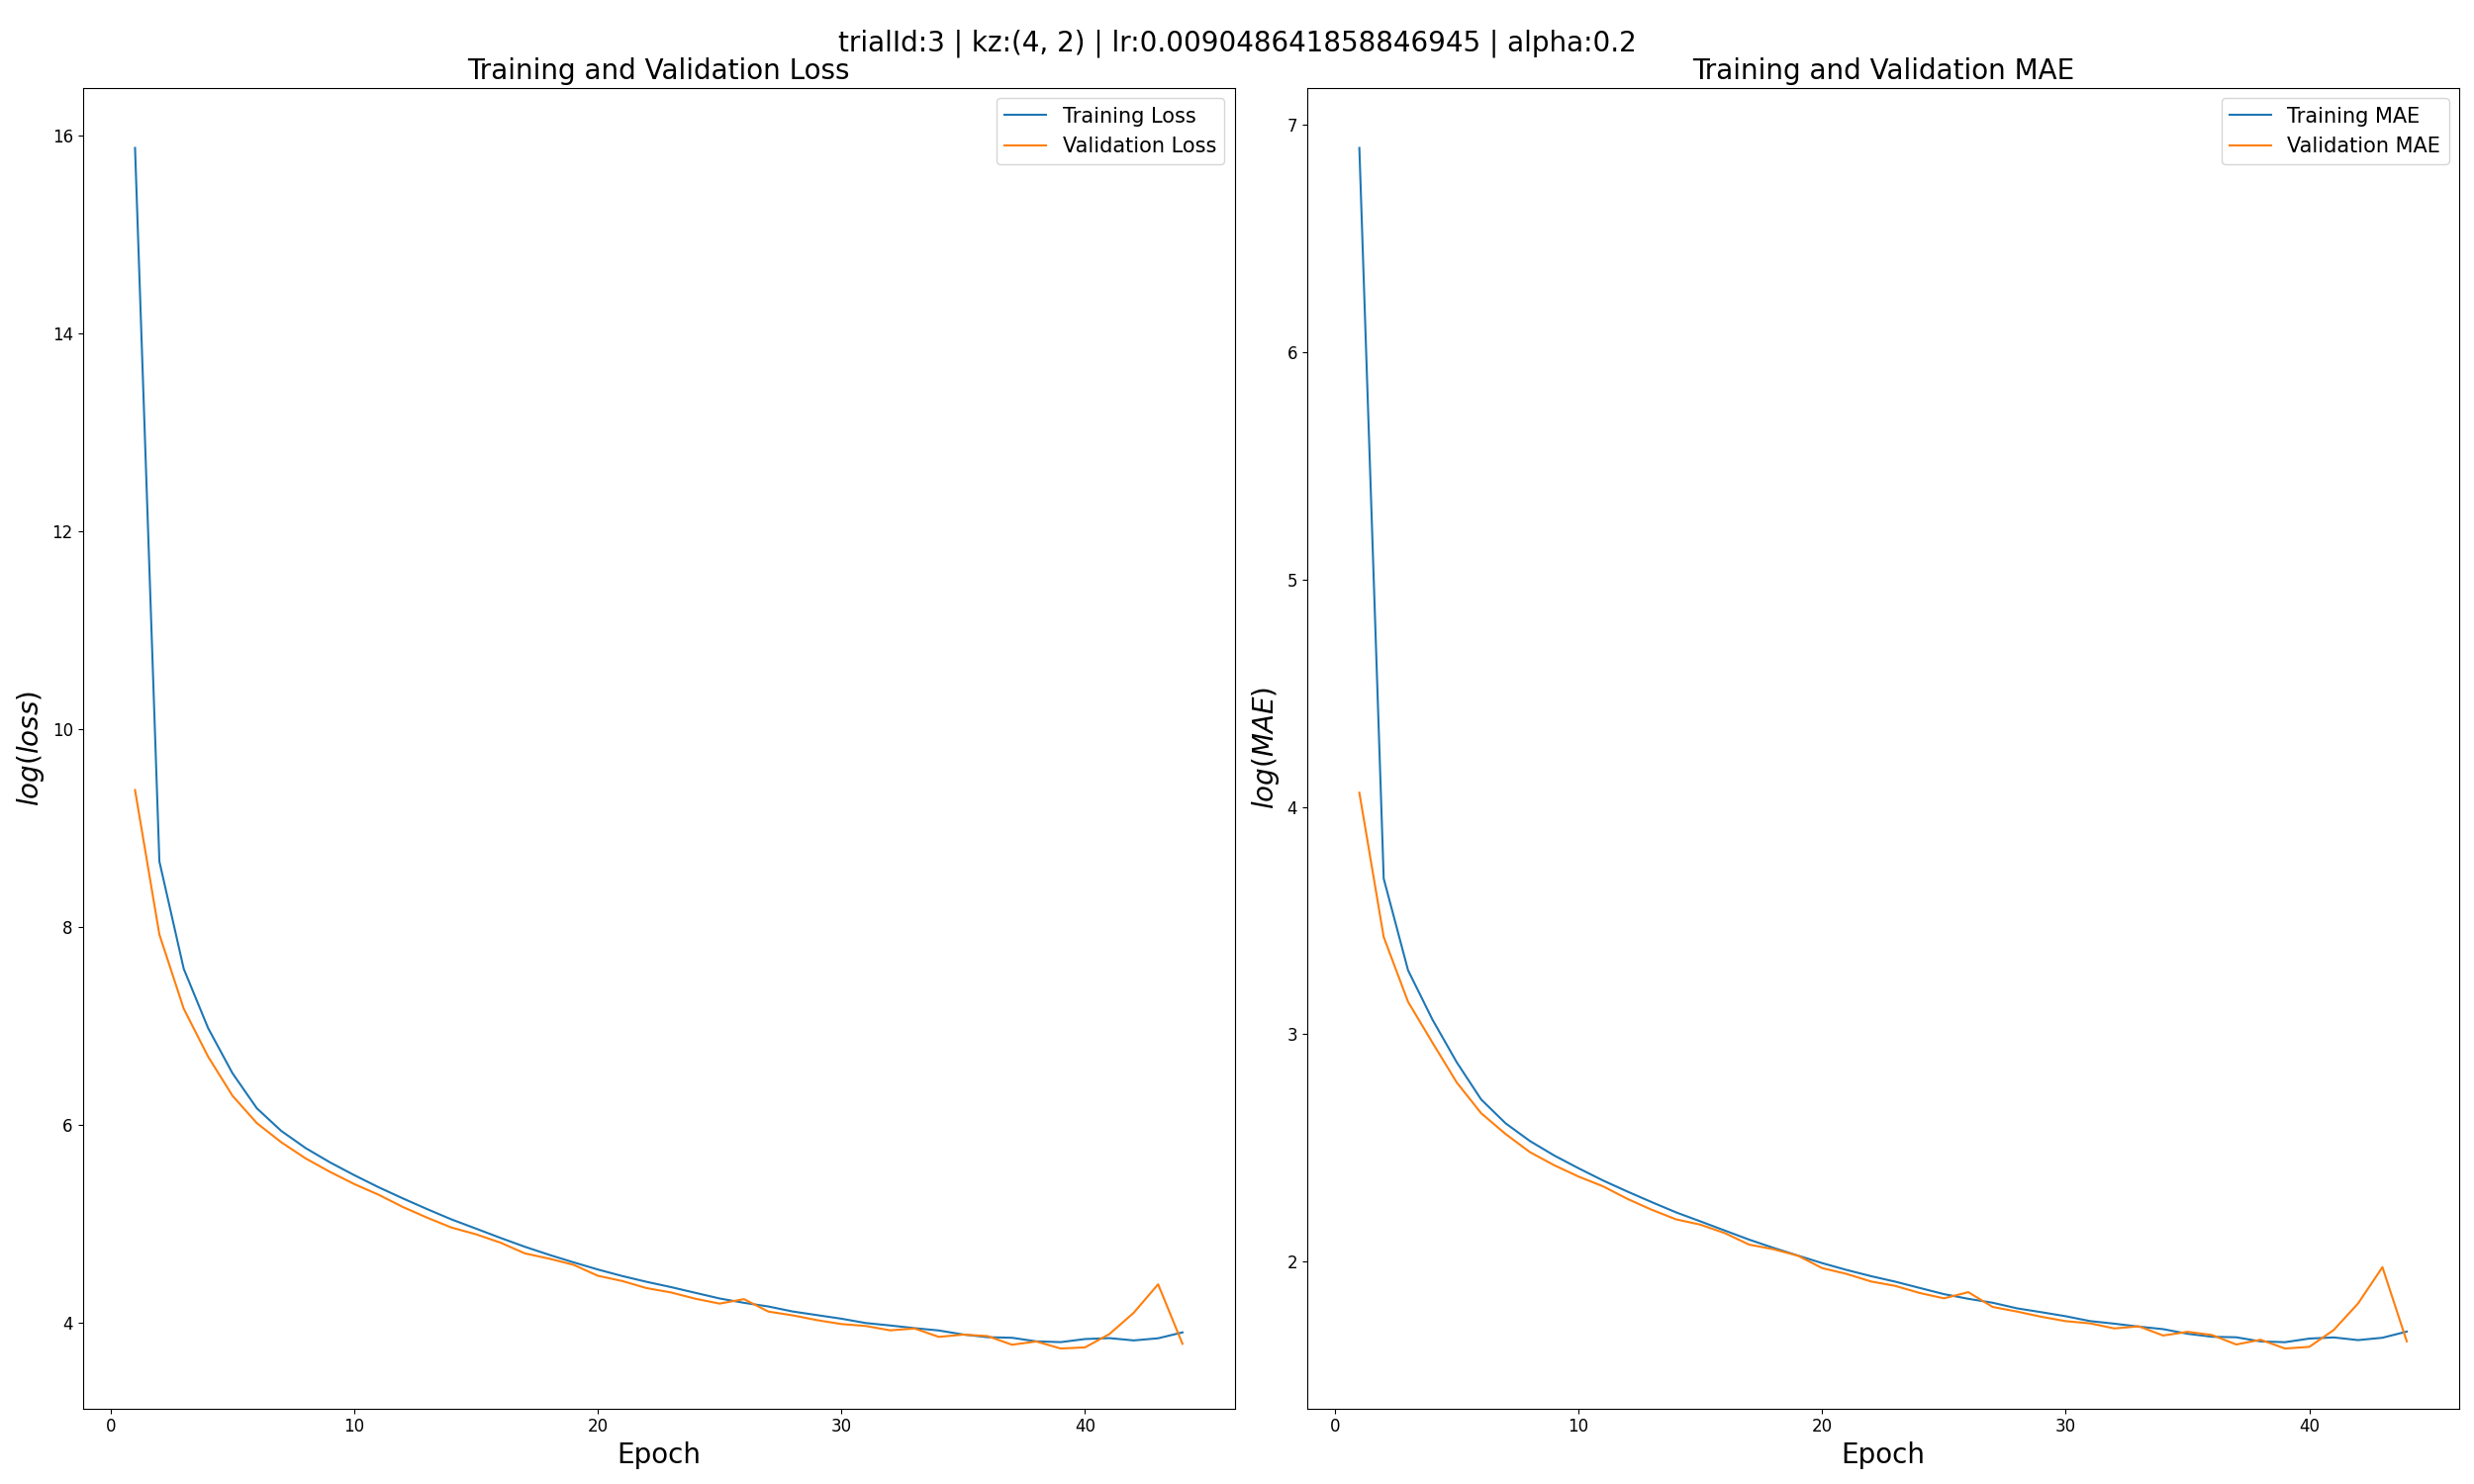 trialId:3 | kz:(4, 2) | lr:0.009048641858846945 | alpha:0.2
Training and Validation Loss
Training Loss
Validation Loss
16
14
12
10
8
6
4
log(loss)
0
10
20
30
40
Epoch
Training and Validation MAE
Training MAE
Validation MAE
7
6
5
4
3
2
log(MAE)
0
10
20
30
40
Epoch